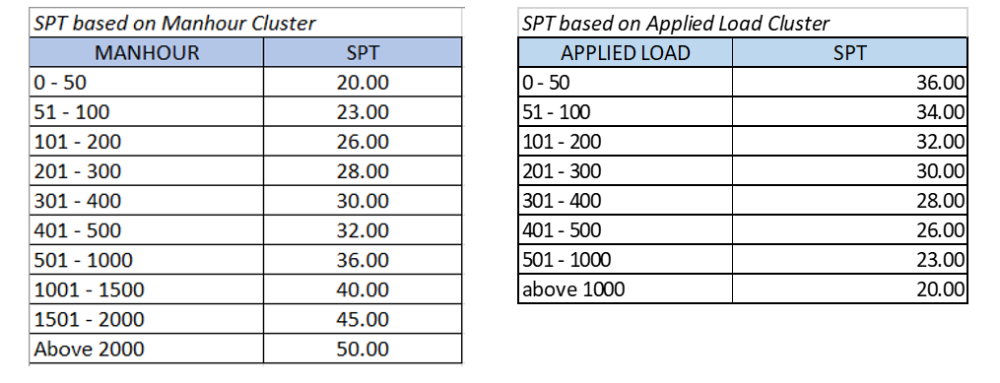 SPT based on Manhour Cluster
MANHOUR SPT
0 - 50 20.00
51 - 100 23.00
101 - 200 26.00
201 - 300 28.00
301 - 400 30.00
401 - 500 32.00
501 - 1000 36.00
1001 - 1500 40.00
1501 - 2000 45.00
Above 2000 50.00
SPT based on Applied Load Cluster
APPLIED LOAD SPT
0 - 50 36.00
51 - 100 34.00
101 - 200 32.00
201 - 300 30.00
301 - 400 28.00
401 - 500 26.00
501 - 1000 23.00
above 1000 20.00